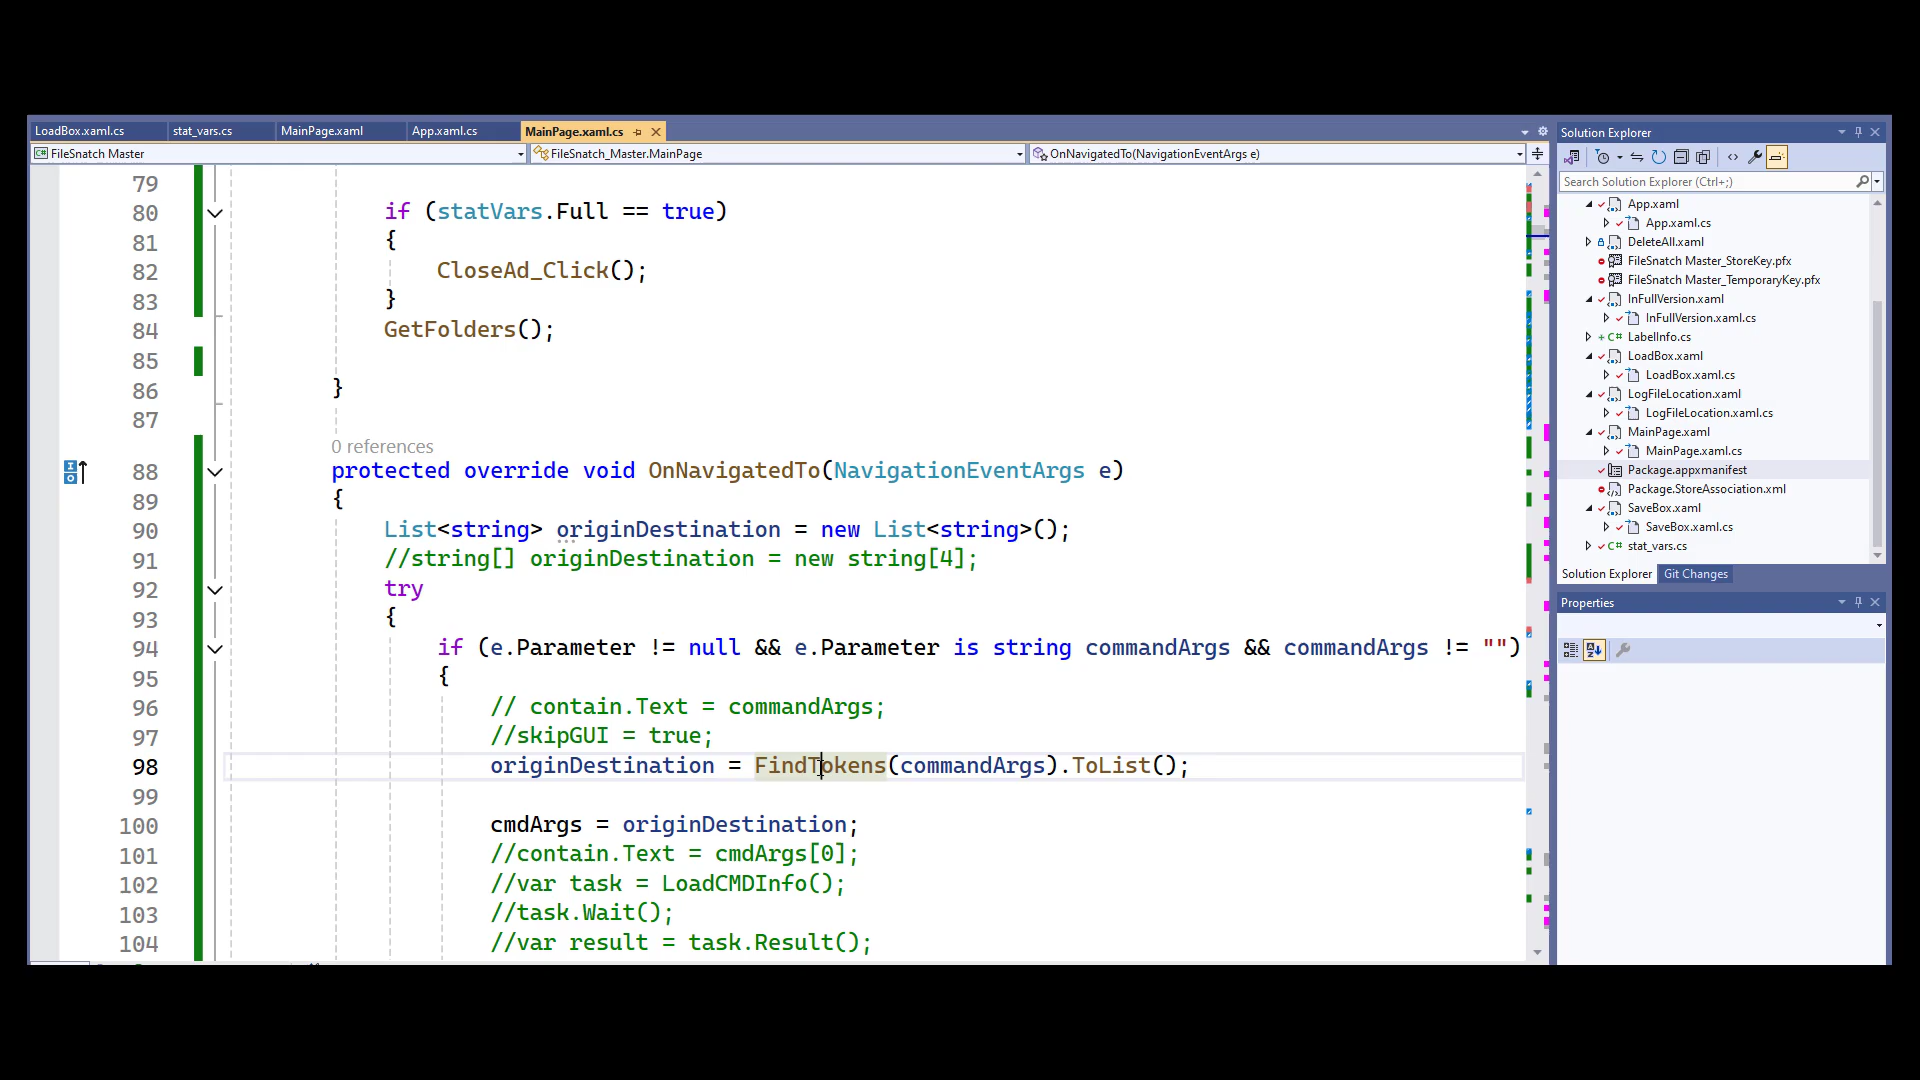 LoadBox.xaml.cs stat_vars.cs MainPage.xaml App.xaml.cs MainPage.xaml.cs
FileSnatch Master FileSnatch_Master.MainPage OnNavigatedTo(NavigationEventArgs e)
79
80 if (statVars.Full == true)
81 {
82 CloseAd_Click();
83 }
84 GetFolders();
85
86 }
87
0 references
88 protected override void OnNavigatedTo(NavigationEventArgs e)
89 {
90 List<string> originDestination = new List<string>();
91 //string[] originDestination = new string[4];
92 try
93 {
94 if (e.Parameter != null && e.Parameter is string commandArgs && commandArgs != "")
95 {
96 // contain.Text = commandArgs;
97 //skipGUI = true;
98 originDestination = FindTokens(commandArgs).ToList();
99
100 cmdArgs = originDestination;
101 //contain.Text = cmdArgs[0];
102 //var task = LoadCMDInfo();
103 //task.Wait();
104 //var result = task.Result();
Solution Explorer
Search Solution Explorer (Ctrl+;)
App.xaml
App.xaml.cs
DeleteAll.xaml
FileSnatch Master_StoreKey.pfx
FileSnatch Master_TemporaryKey.pfx
InFullVersion.xaml
InFullVersion.xaml.cs
C# LabelInfo.cs
LoadBox.xaml
LoadBox.xaml.cs
LogFileLocation.xaml
LogFileLocation.xaml.cs
MainPage.xaml
MainPage.xaml.cs
Package.appxmanifest
Package.StoreAssociation.xml
SaveBox.xaml
SaveBox.xaml.cs
C# stat_vars.cs
Solution Explorer Git Changes
Properties